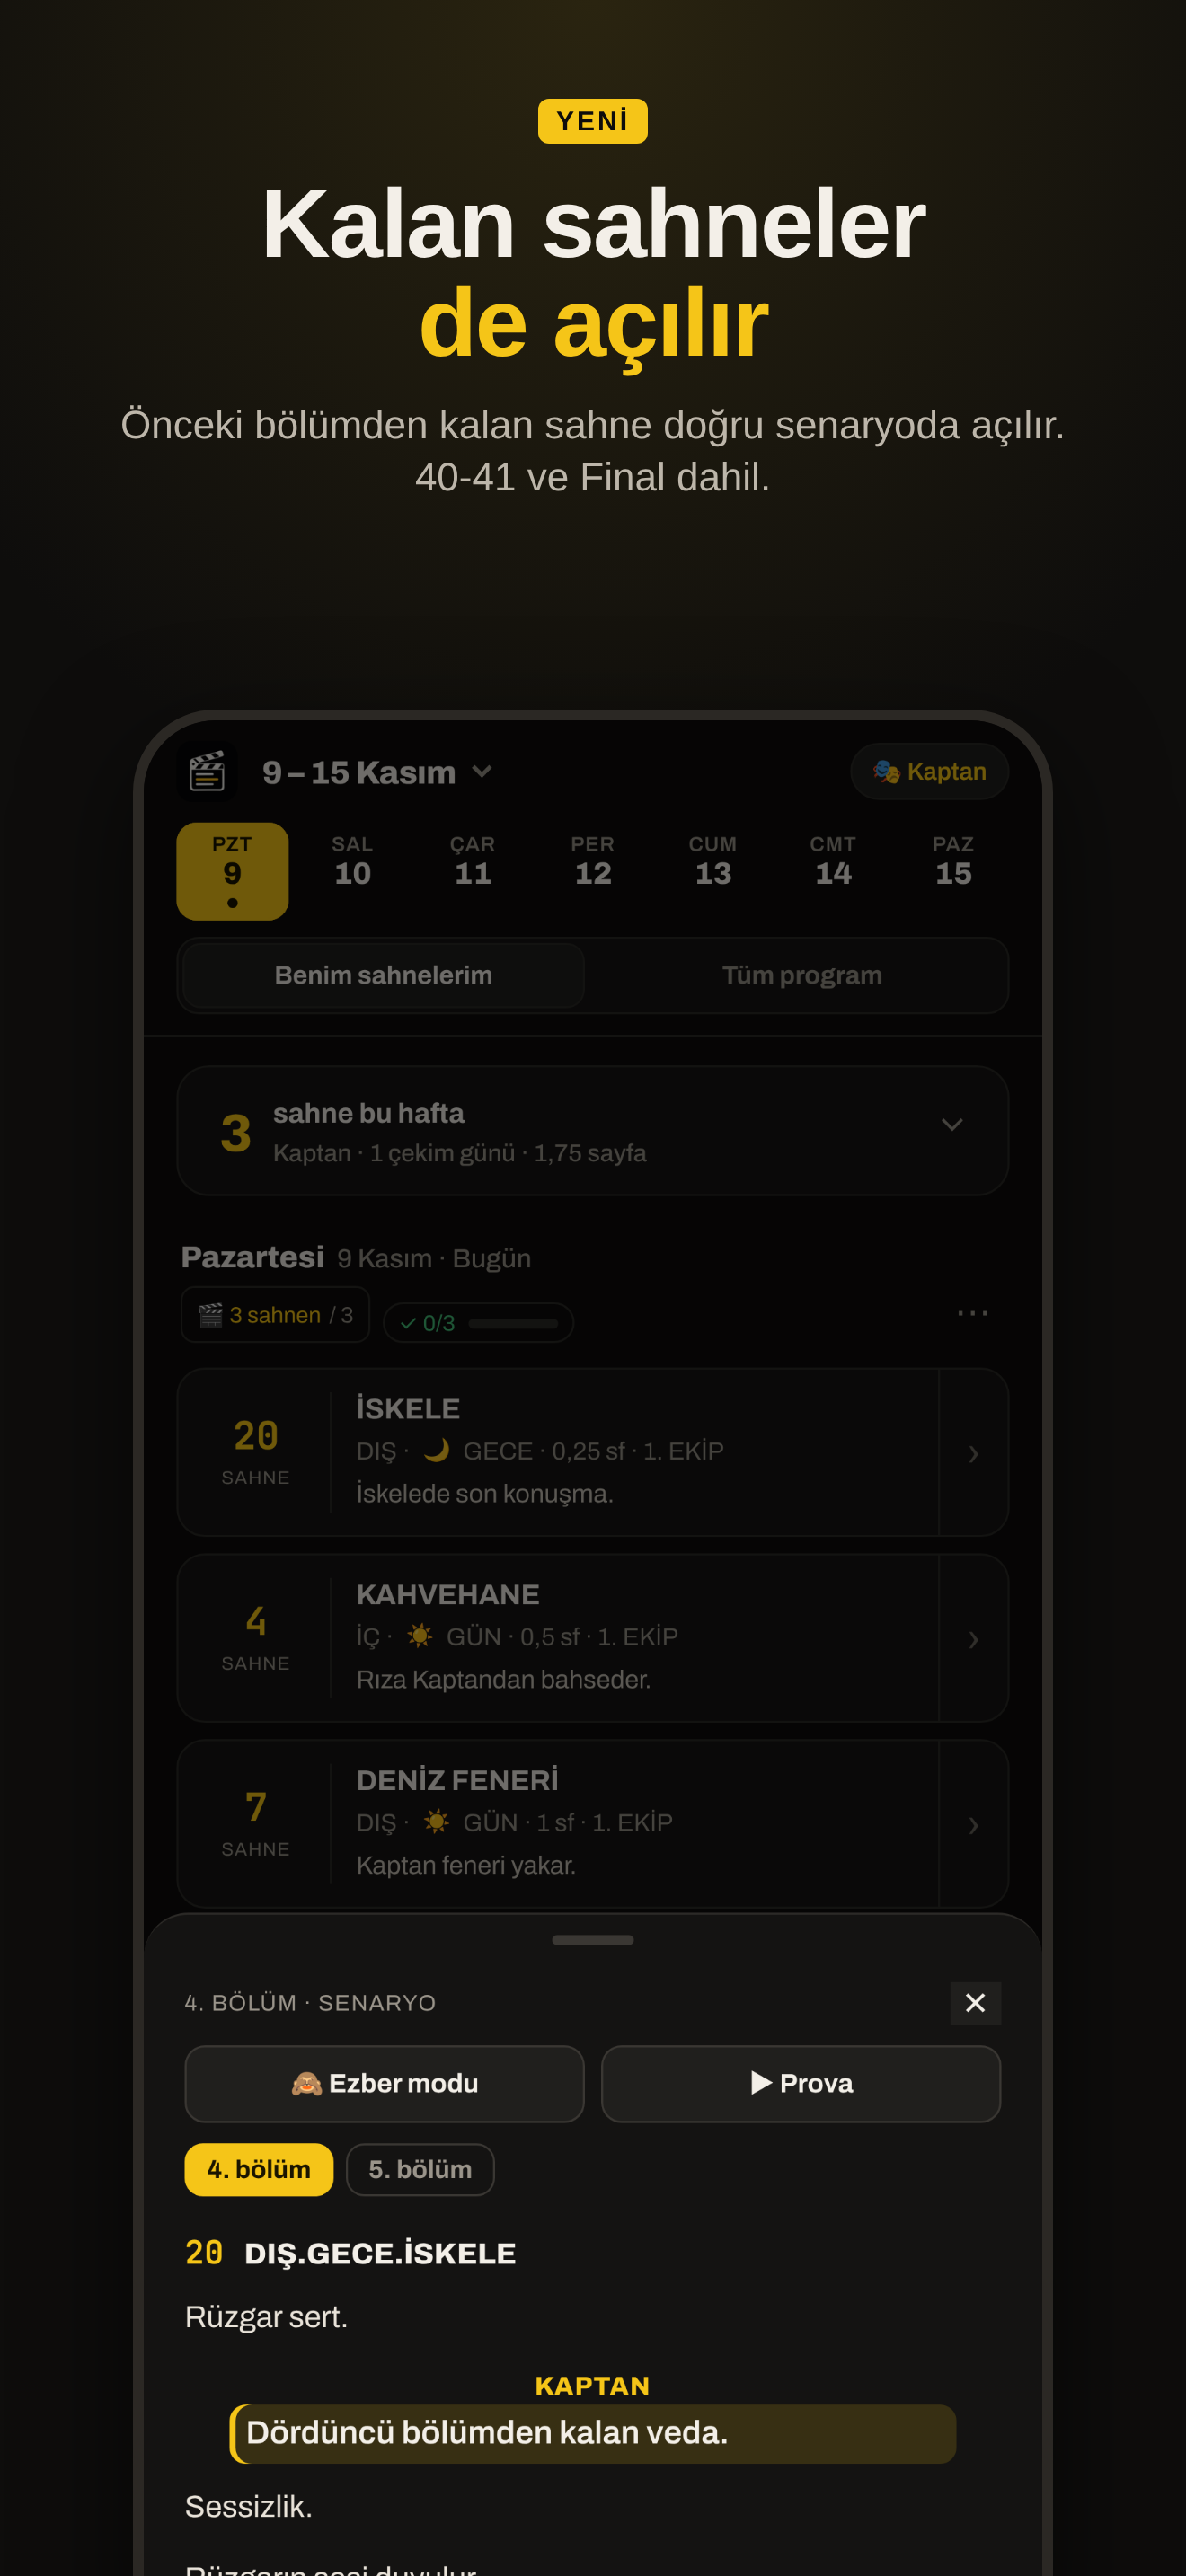 YENİ
Kalan sahneler
de açılır
Önceki bölümden kalan sahne doğru senaryoda açılır.
40-41 ve Final dahil.
9 – 15 Kasım
🎭 Kaptan
PZT SAL ÇAR PER CUM CMT PAZ
9 10 11 12 13 14 15
Benim sahnelerim Tüm program
3 sahne bu hafta
Kaptan · 1 çekim günü · 1,75 sayfa
Pazartesi 9 Kasım · Bugün
🎬 3 sahnen / 3 ✓ 0/3 ...
20 SAHNE
İSKELE
DIŞ · 🌙 GECE · 0,25 sf · 1. EKİP
İskelede son konuşma.
4 SAHNE
KAHVEHANE
İÇ · ☀️ GÜN · 0,5 sf · 1. EKİP
Rıza Kaptandan bahseder.
7 SAHNE
DENİZ FENERİ
DIŞ · ☀️ GÜN · 1 sf · 1. EKİP
Kaptan feneri yakar.
4. BÖLÜM · SENARYO ✕
🙈 Ezber modu ▶ Prova
4. bölüm 5. bölüm
20 DIŞ.GECE.İSKELE
Rüzgar sert.
KAPTAN
Dördüncü bölümden kalan veda.
Sessizlik.